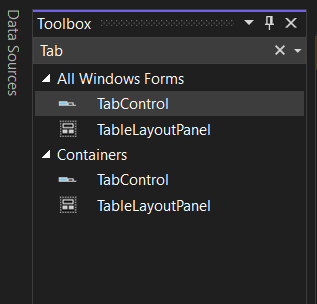 Data Sources
Toolbox
Tab
All Windows Forms
TabControl
TableLayoutPanel
Containers
TabControl
TableLayoutPanel